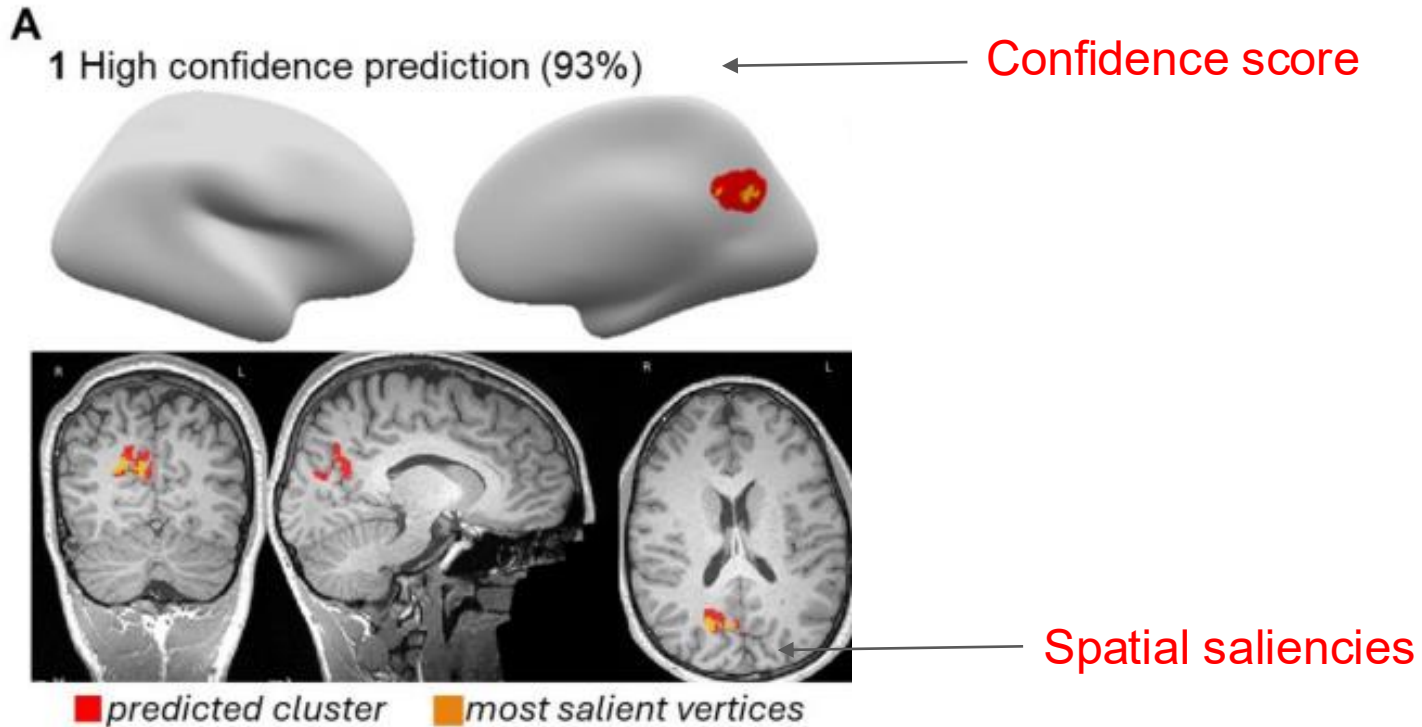 A
1 High confidence prediction (93%)
Confidence score
R
L
R
L
Spatial saliencies
predicted cluster
most salient vertices